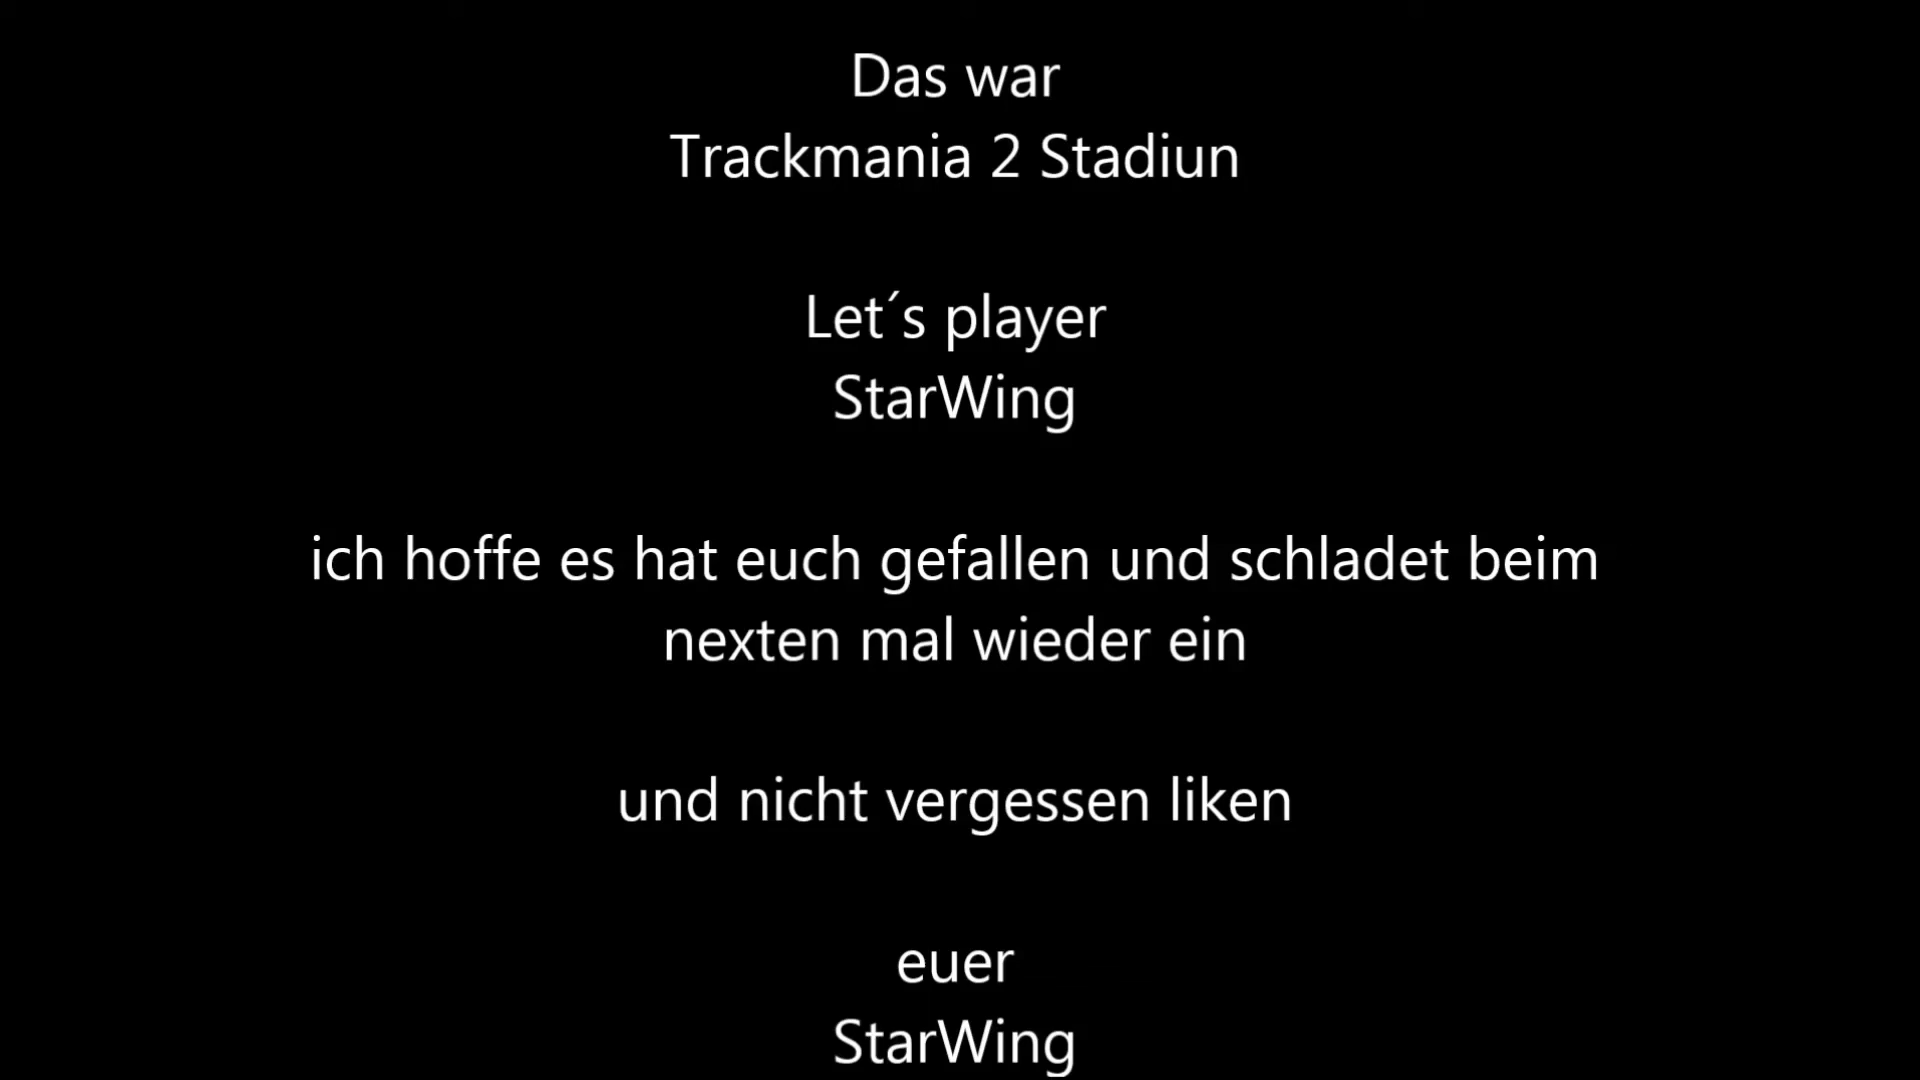 Das war
Trackmania 2 Stadiun
Let´s player
StarWing
ich hoffe es hat euch gefallen und schladet beim
nexten mal wieder ein
und nicht vergessen liken
euer
StarWing